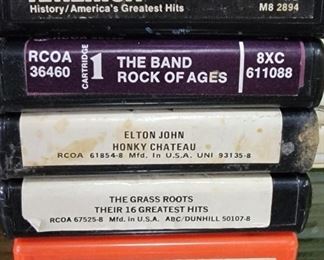 History/America's Greatest Hits
M8 2894
RCOA
36460
CARTRIDGE 1
THE BAND
ROCK OF AGES
8XC
611088
ELTON JOHN
HONKY CHATEAU
RCOA 61854-8 Mfd. In U.S.A. UNI 93135-8
THE GRASS ROOTS
THEIR 16 GREATEST HITS
RCOA 67525-8 Mfd. in U.S.A. ABC/DUNHILL 50107-8